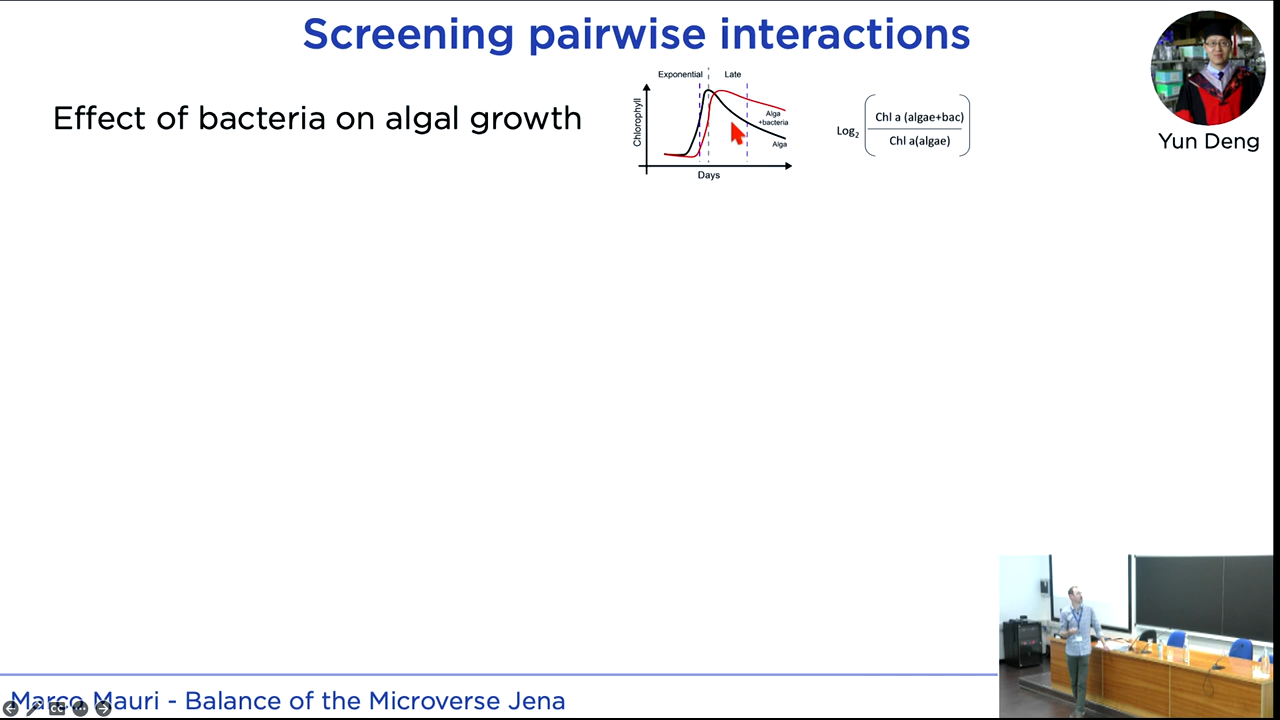 Screening pairwise interactions
Effect of bacteria on algal growth
Exponential
Late
Chlorophyll
Alga
+bacteria
Alga
Days
Log2
Chl a (algae+bac)
Chl a(algae)
Yun Deng
Marco Mauri - Balance of the Microverse Jena